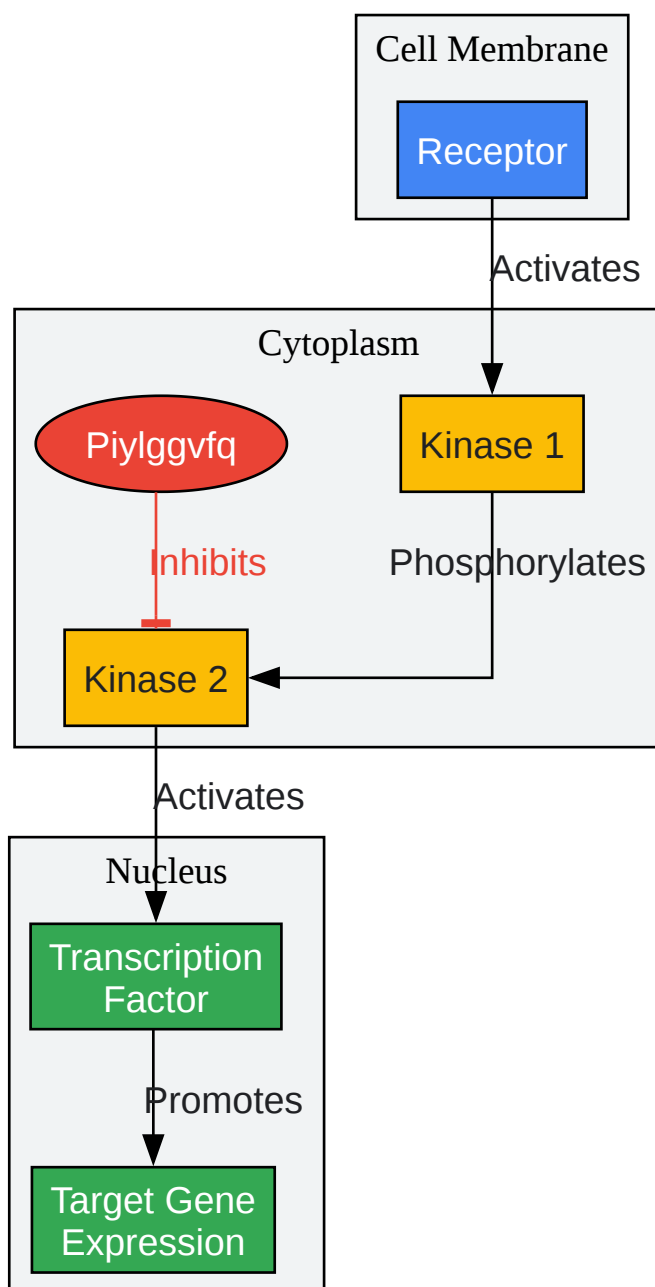 Cell Membrane
Receptor
Activates
Cytoplasm
Piylggvfq
Kinase 1
Inhibits
Phosphorylates
Kinase 2
Activates
Nucleus
Transcription
Factor
Promotes
Target Gene
Expression